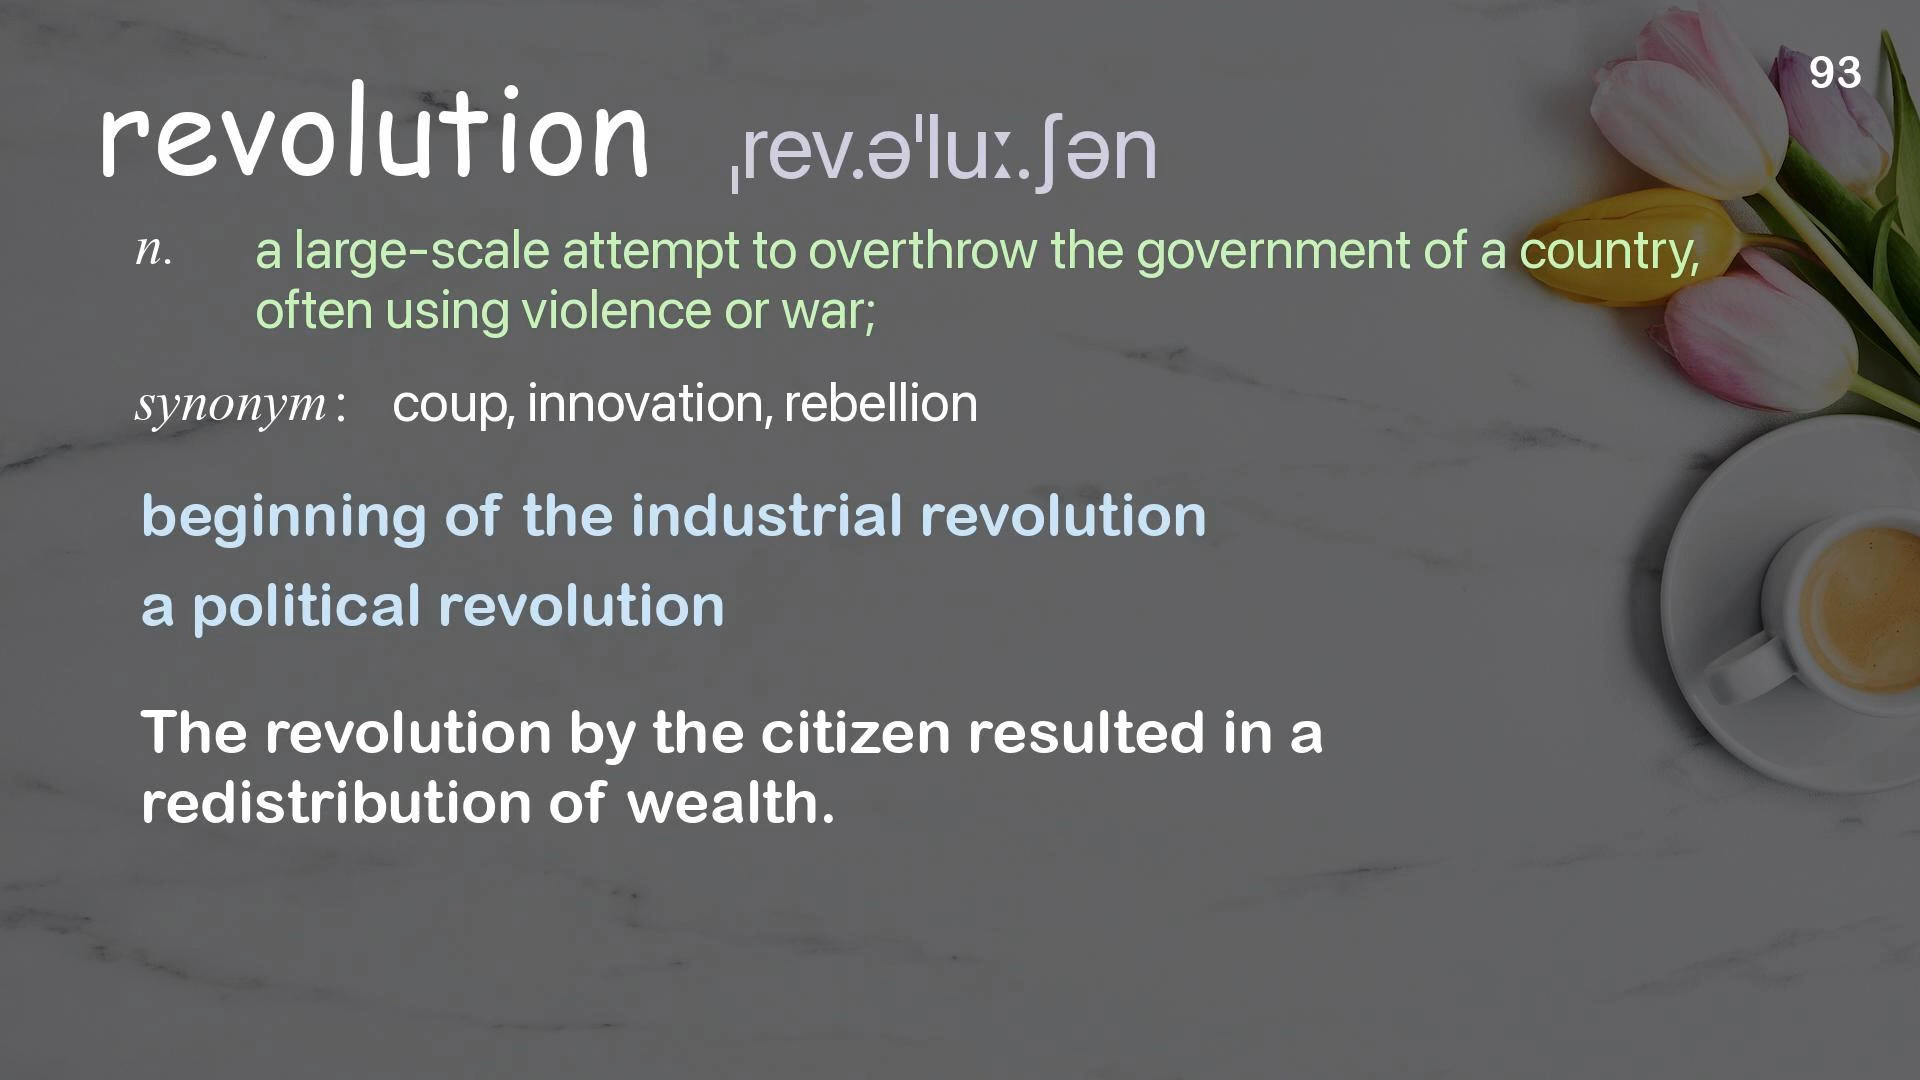 93
revolution ˌrev.əˈluː.ʃən
n. a large-scale attempt to overthrow the government of a country,
often using violence or war;
synonym: coup, innovation, rebellion
beginning of the industrial revolution
a political revolution
The revolution by the citizen resulted in a
redistribution of wealth.